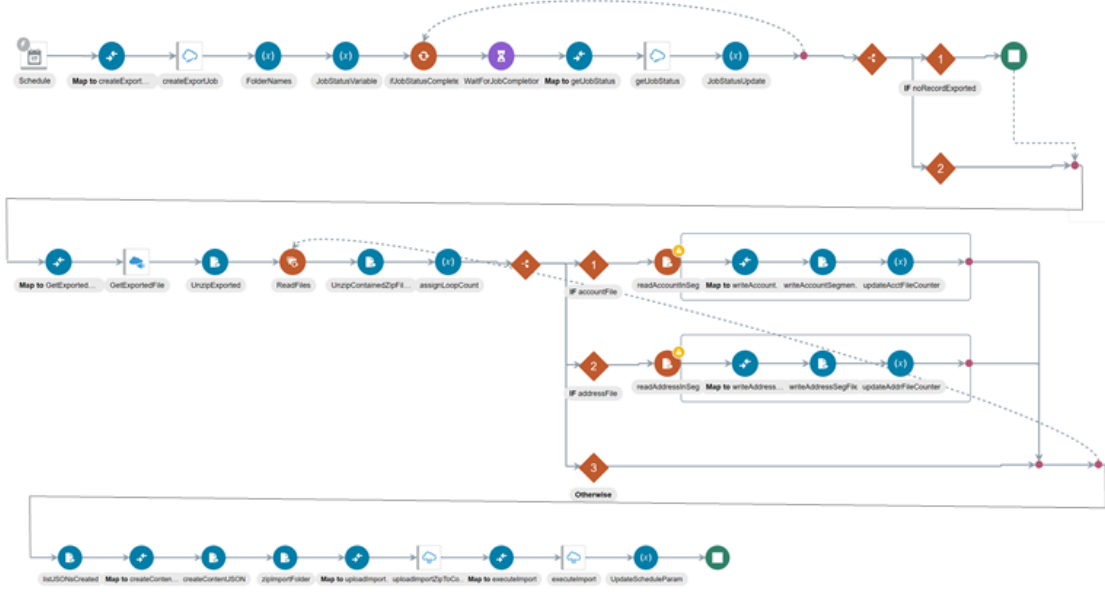 Schedule
Map to createExport...
createExportJob
FolderNames
JobStatusVariable
ifJobStatusComplete
WaitForJobCompletion
Map to getJobStatus
getJobStatus
JobStatusUpdate
1
IF noRecordExported
2
Map to GetExported...
GetExportedFile
UnzipExported
ReadFiles
UnzipContainedZipFil...
assignLoopCount
1
IF accountFile
readAccountInSeg
Map to writeAccount...
writeAccountSegmen...
updateAcctFileCounter
2
IF addressFile
readAddressInSeg
Map to writeAddress...
writeAddressSegFile
updateAddrFileCounter
3
Otherwise
listJSONsCreated
Map to createConten...
createContentJSON
zipImportFolder
Map to uploadImport...
uploadImportZipToCo...
Map to executeImport
executeImport
UpdateScheduleParam